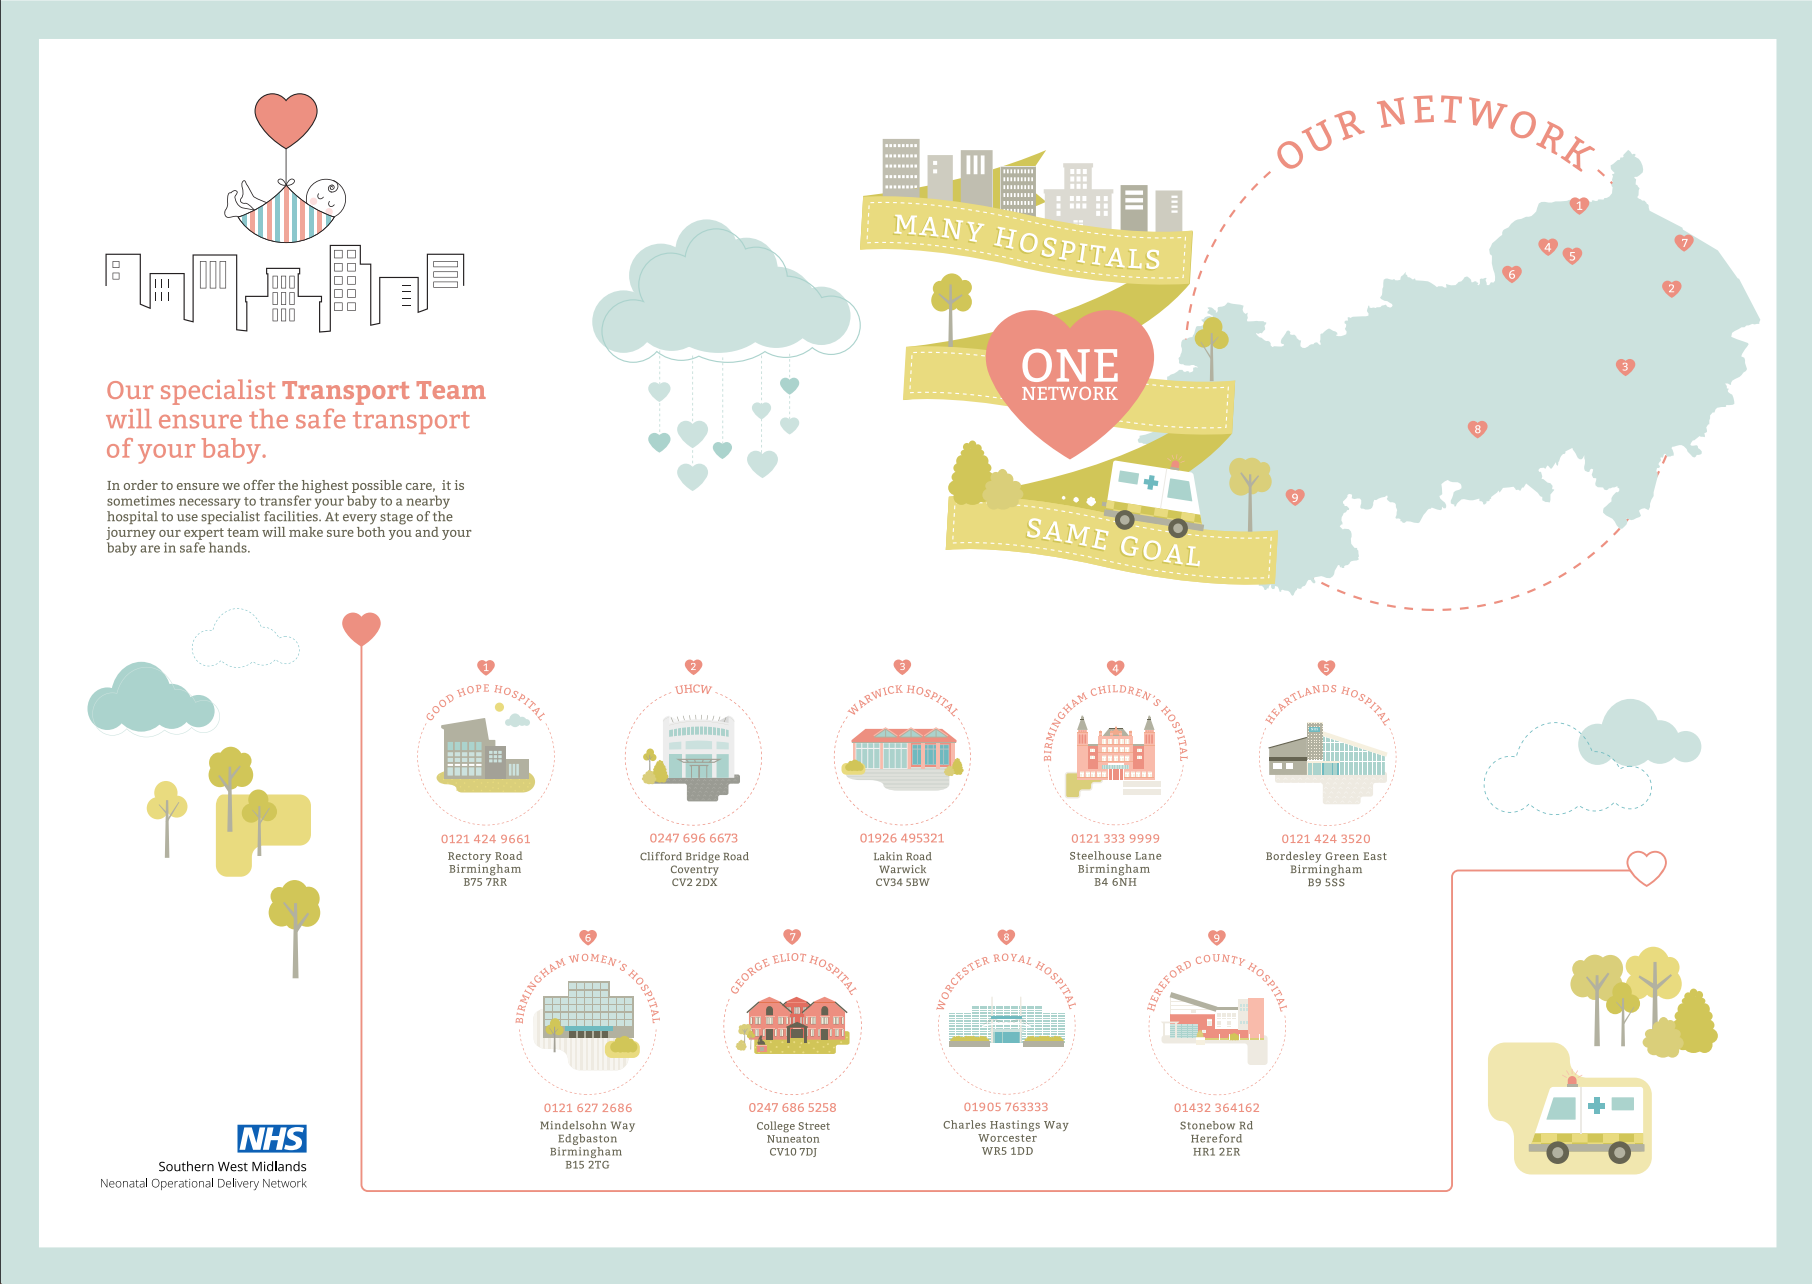 OUR NETWORK
MANY HOSPITALS
ONE
NETWORK
SAME GOAL
1
4
5
7
6
2
3
8
9
Our specialist Transport Team
will ensure the safe transport
of your baby.
In order to ensure we offer the highest possible care, it is
sometimes necessary to transfer your baby to a nearby
hospital to use specialist facilities. At every stage of the
journey our expert team will make sure both you and your
baby are in safe hands.
1
GOOD HOPE HOSPITAL
0121 424 9661
Rectory Road
Birmingham
B75 7RR
2
UHCW
0247 696 6673
Clifford Bridge Road
Coventry
CV2 2DX
3
WARWICK HOSPITAL
01926 495321
Lakin Road
Warwick
CV34 5BW
4
BIRMINGHAM CHILDREN'S HOSPITAL
0121 333 9999
Steelhouse Lane
Birmingham
B4 6NH
5
HEARTLANDS HOSPITAL
0121 424 3520
Bordesley Green East
Birmingham
B9 5SS
6
BIRMINGHAM WOMEN'S HOSPITAL
0121 627 2686
Mindelsohn Way
Edgbaston
Birmingham
B15 2TG
7
GEORGE ELIOT HOSPITAL
0247 686 5258
College Street
Nuneaton
CV10 7DJ
8
WORCESTER ROYAL HOSPITAL
01905 763333
Charles Hastings Way
Worcester
WR5 1DD
9
HEREFORD COUNTY HOSPITAL
01432 364162
Stonebow Rd
Hereford
HR1 2ER
NHS
Southern West Midlands
Neonatal Operational Delivery Network